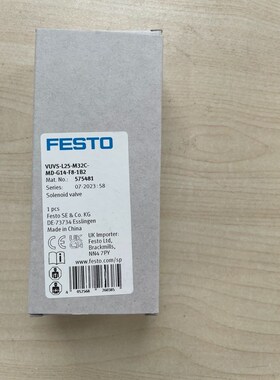 FESTO
VUVS-L25-M32C-
MD-G14-F8-1B2
Mat. No.: 575481
Series: 07-2023 : S8
Solenoid valve
1 pcs
Festo SE & Co. KG
DE-73734 Esslingen
Made in China
UK Importer:
Festo Ltd,
Brackmills,
NN4 7PY
www.festo.com/sp